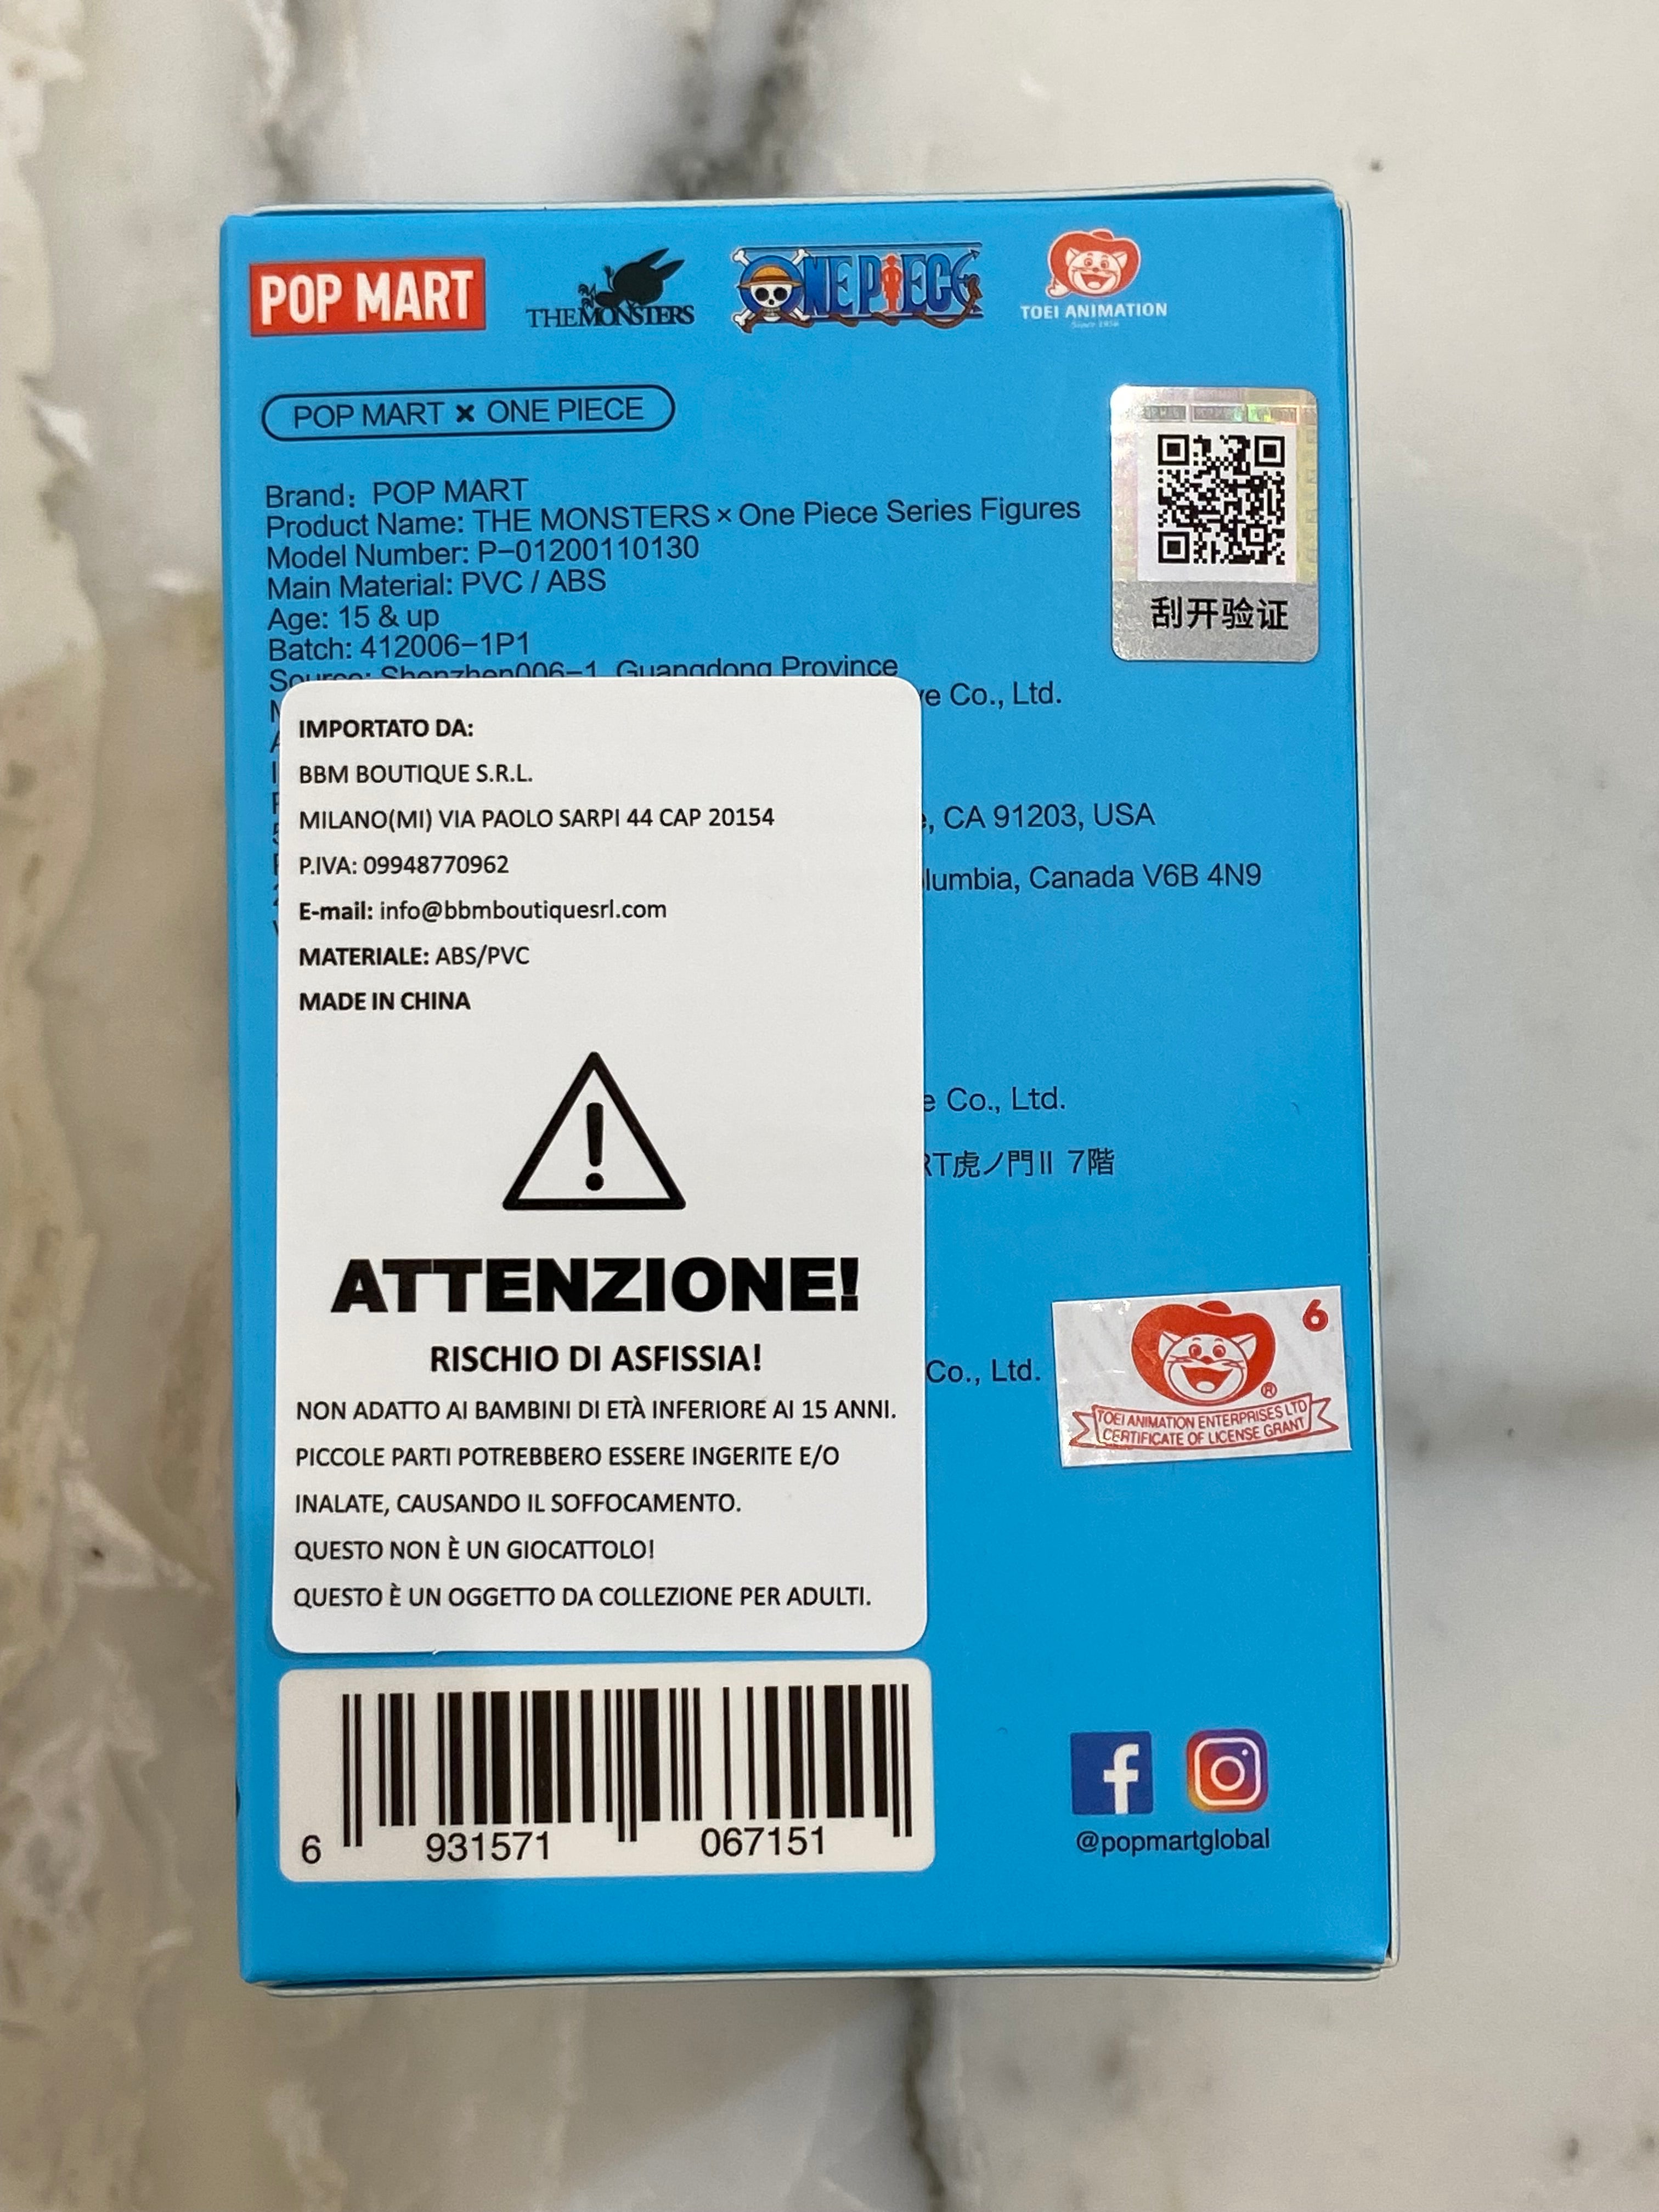 POP MART
THE MONSTERS
ONE PIECE
TOEI ANIMATION
Since 1956
POP MART × ONE PIECE
Brand: POP MART
Product Name: THE MONSTERS × One Piece Series Figures
Model Number: P-01200110130
Main Material: PVC / ABS
Age: 15 & up
Batch: 412006-1P1
Source: Shenzhen006-1, Guangdong Province
刮开验证
Co., Ltd.
IMPORTATO DA:
BBM BOUTIQUE S.R.L.
MILANO(MI) VIA PAOLO SARPI 44 CAP 20154
P.IVA: 09948770962
E-mail: info@bbmboutiquesrl.com
MATERIALE: ABS/PVC
MADE IN CHINA
CA 91203, USA
Canada V6B 4N9
Co., Ltd.
虎ノ門II 7階
Co., Ltd.
ATTENZIONE!
RISCHIO DI ASFISSIA!
NON ADATTO AI BAMBINI DI ETÀ INFERIORE AI 15 ANNI.
PICCOLE PARTI POTREBBERO ESSERE INGERITE E/O
INALATE, CAUSANDO IL SOFFOCAMENTO.
QUESTO NON È UN GIOCATTOLO!
QUESTO È UN OGGETTO DA COLLEZIONE PER ADULTI.
6
TOEI ANIMATION ENTERPRISES LTD
CERTIFICATE OF LICENSE GRANT
6 931571 067151
@popmartglobal